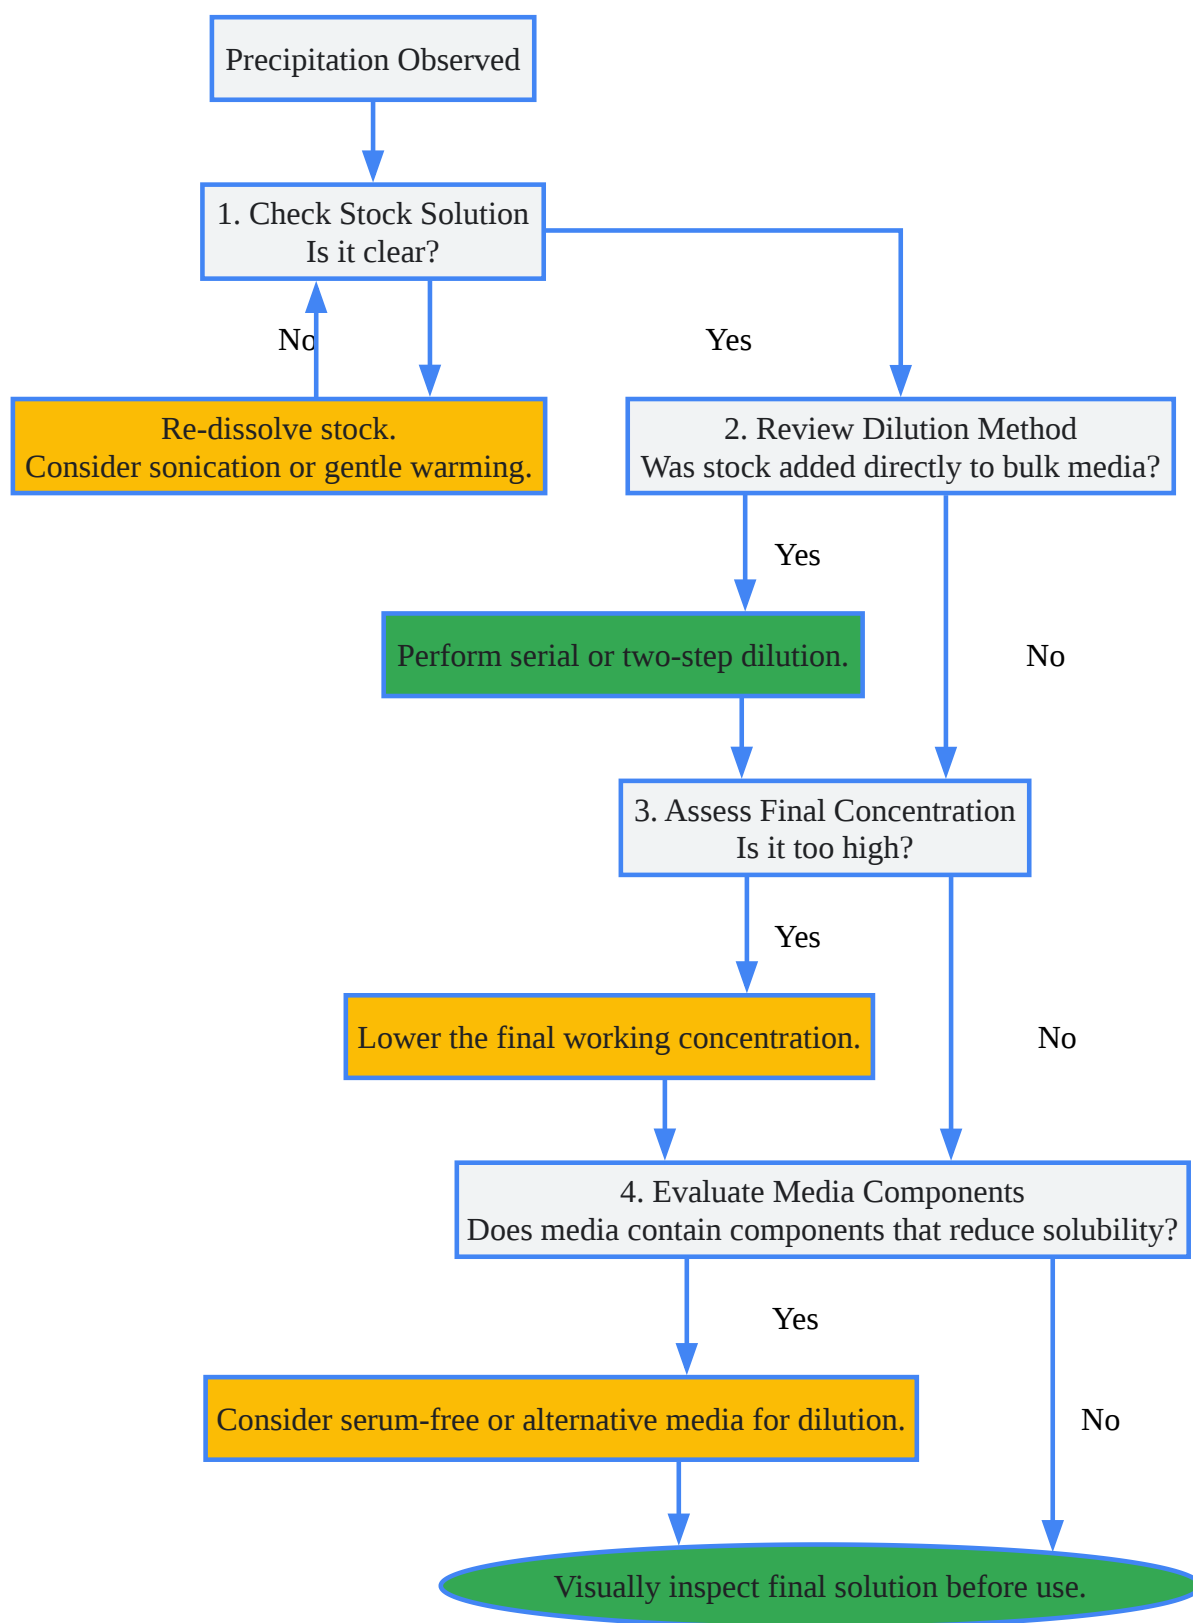 Precipitation Observed
1. Check Stock Solution
Is it clear?
No
Yes
Re-dissolve stock.
Consider sonication or gentle warming.
2. Review Dilution Method
Was stock added directly to bulk media?
Yes
Perform serial or two-step dilution.
No
3. Assess Final Concentration
Is it too high?
Yes
Lower the final working concentration.
No
4. Evaluate Media Components
Does media contain components that reduce solubility?
Yes
Consider serum-free or alternative media for dilution.
No
Visually inspect final solution before use.